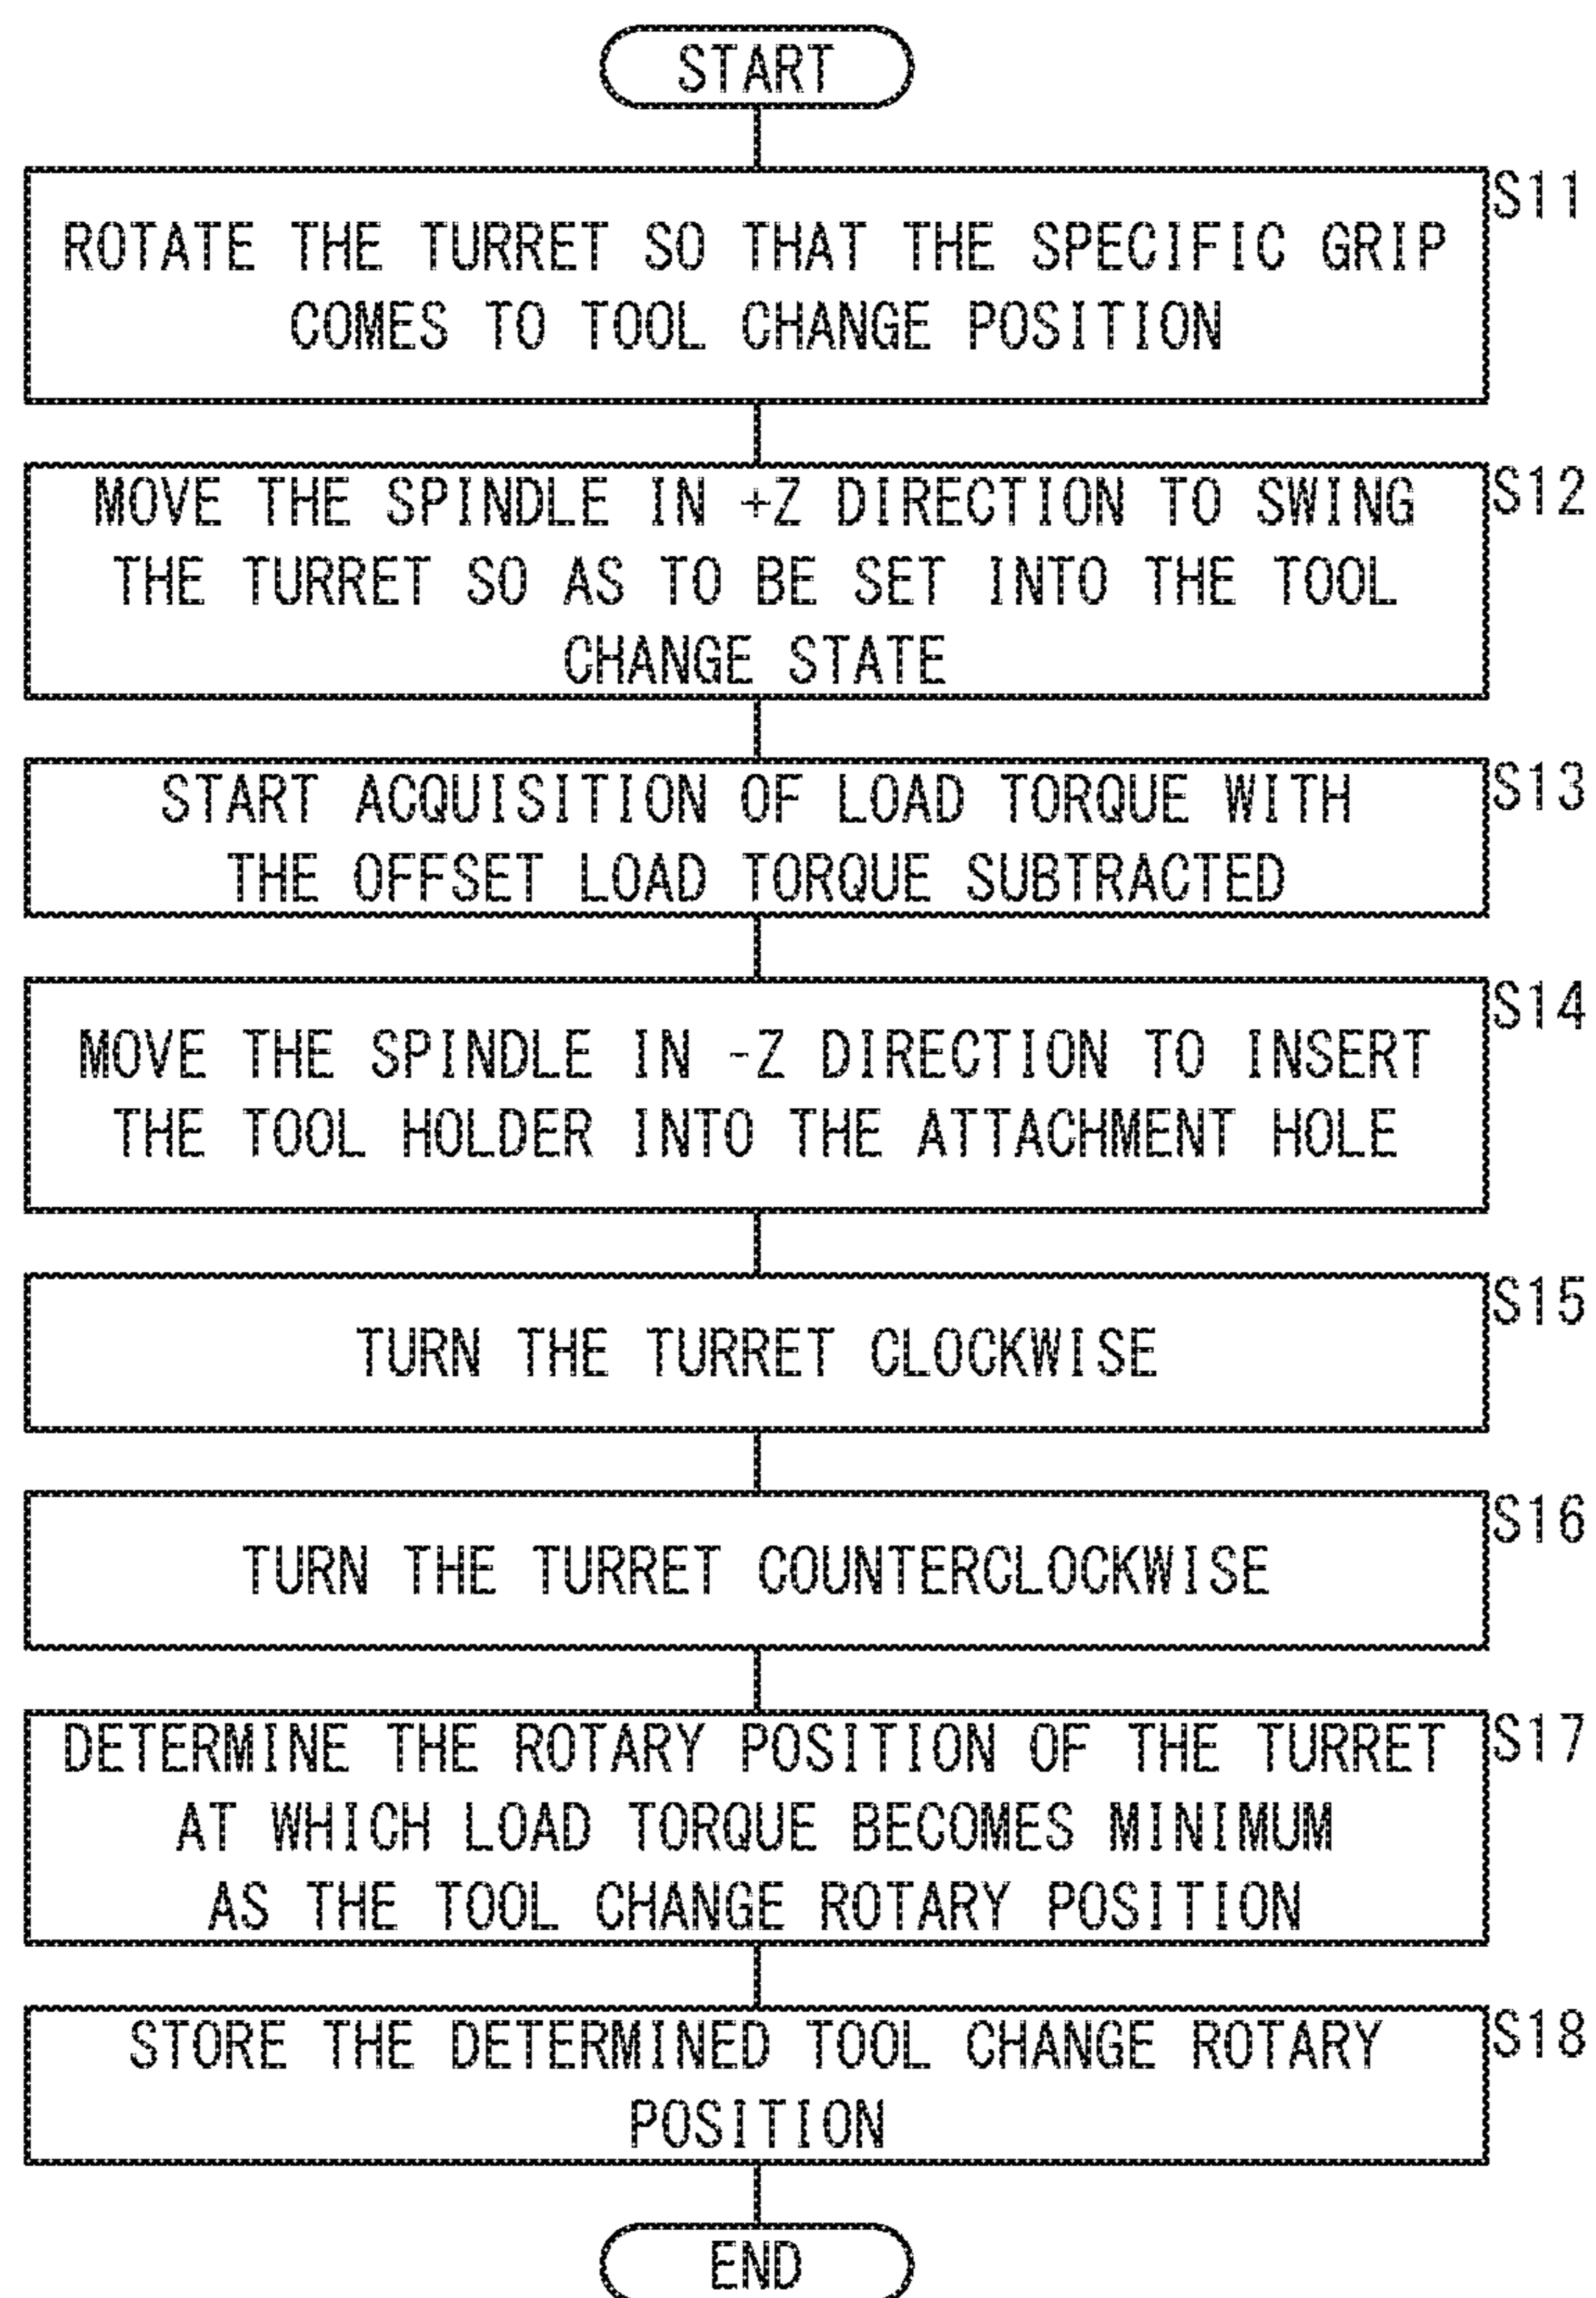 START
S11
ROTATE THE TURRET SO THAT THE SPECIFIC GRIP
COMES TO TOOL CHANGE POSITION
S12
MOVE THE SPINDLE IN +Z DIRECTION TO SWING
THE TURRET SO AS TO BE SET INTO THE TOOL
CHANGE STATE
S13
START ACQUISITION OF LOAD TORQUE WITH
THE OFFSET LOAD TORQUE SUBTRACTED
S14
MOVE THE SPINDLE IN -Z DIRECTION TO INSERT
THE TOOL HOLDER INTO THE ATTACHMENT HOLE
S15
TURN THE TURRET CLOCKWISE
S16
TURN THE TURRET COUNTERCLOCKWISE
S17
DETERMINE THE ROTARY POSITION OF THE TURRET
AT WHICH LOAD TORQUE BECOMES MINIMUM
AS THE TOOL CHANGE ROTARY POSITION
S18
STORE THE DETERMINED TOOL CHANGE ROTARY
POSITION
END